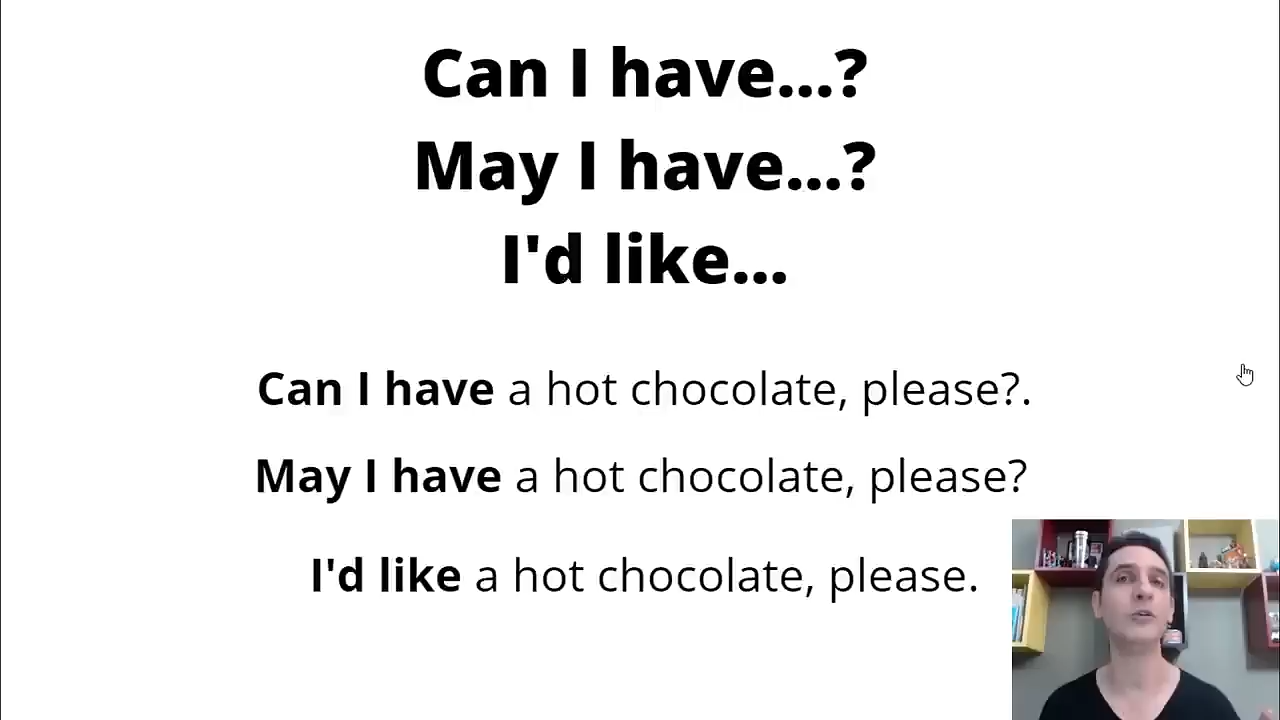 Can I have...?
May I have...?
I'd like...
Can I have a hot chocolate, please?.
May I have a hot chocolate, please?
I'd like a hot chocolate, please.